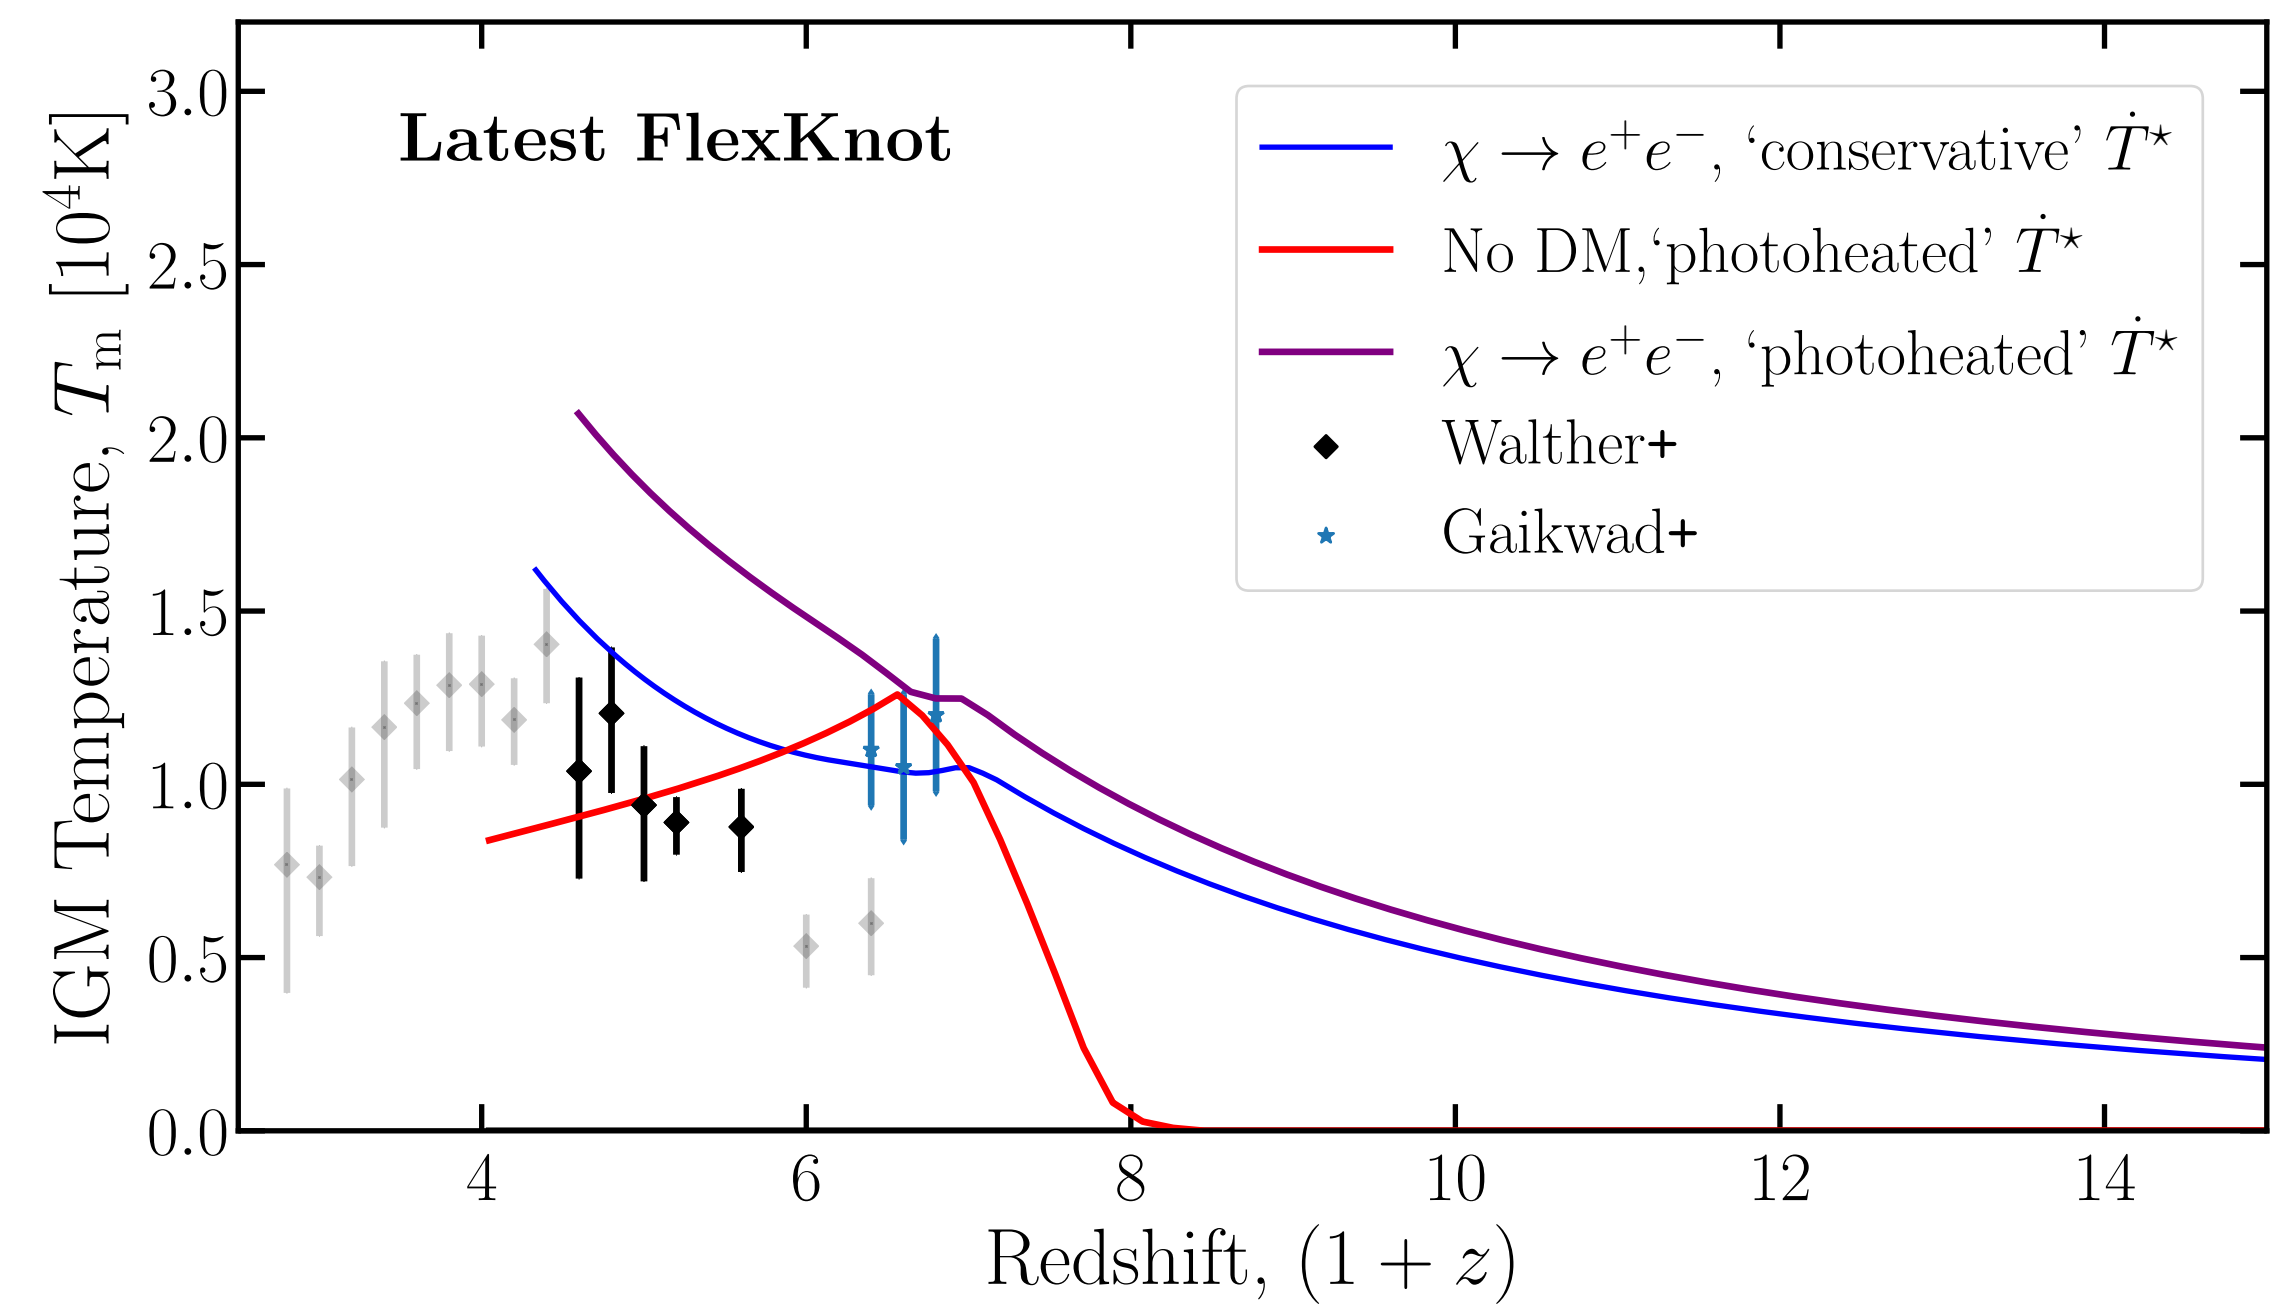 Latest FlexKnot
χ → e⁺e⁻, ‘conservative’ Ṫ⋆
No DM,‘photoheated’ Ṫ⋆
χ → e⁺e⁻, ‘photoheated’ Ṫ⋆
Walther+
Gaikwad+
IGM Temperature, Tₘ [10⁴K]
3.0
2.5
2.0
1.5
1.0
0.5
0.0
4 6 8 10 12 14
Redshift, (1 + z)